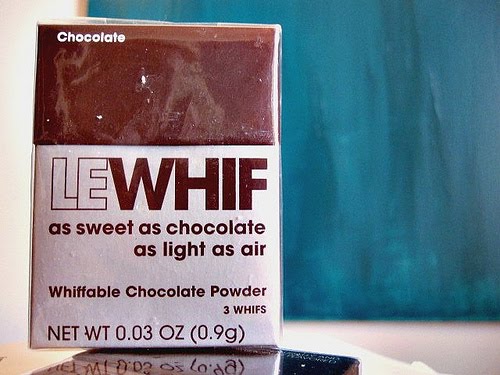 Chocolate
LEWHIF
as sweet as chocolate
as light as air
Whiffable Chocolate Powder
3 WHIFS
NET WT 0.03 OZ (0.9g)